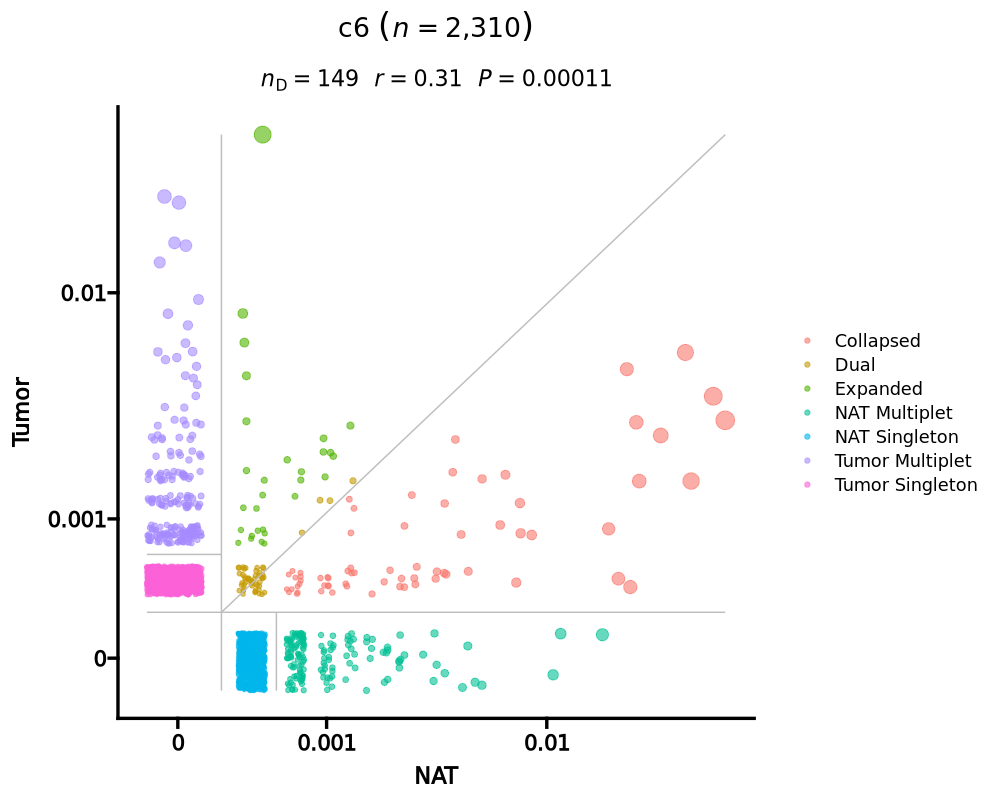 c6 (n = 2,310)
nD = 149 r = 0.31 P = 0.00011
Tumor
0.01
0.001
0
0
0.001
0.01
NAT
Collapsed
Dual
Expanded
NAT Multiplet
NAT Singleton
Tumor Multiplet
Tumor Singleton